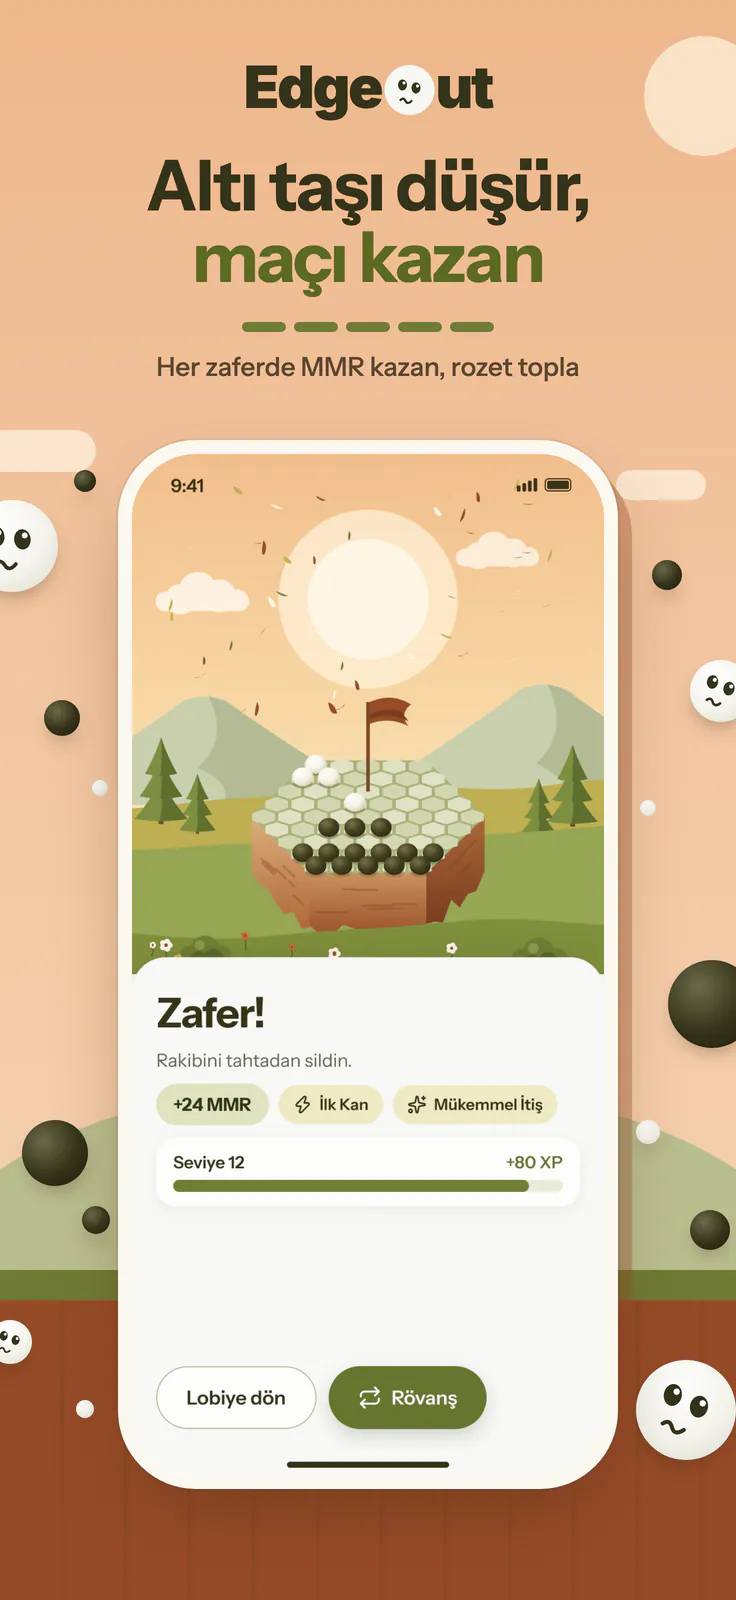 Edgeout
Altı taşı düşür,
maçı kazan
Her zaferde MMR kazan, rozet topla
9:41
Zafer!
Rakibini tahtadan sildin.
+24 MMR
İlk Kan
Mükemmel İtiş
Seviye 12
+80 XP
Lobiye dön
Rövanş